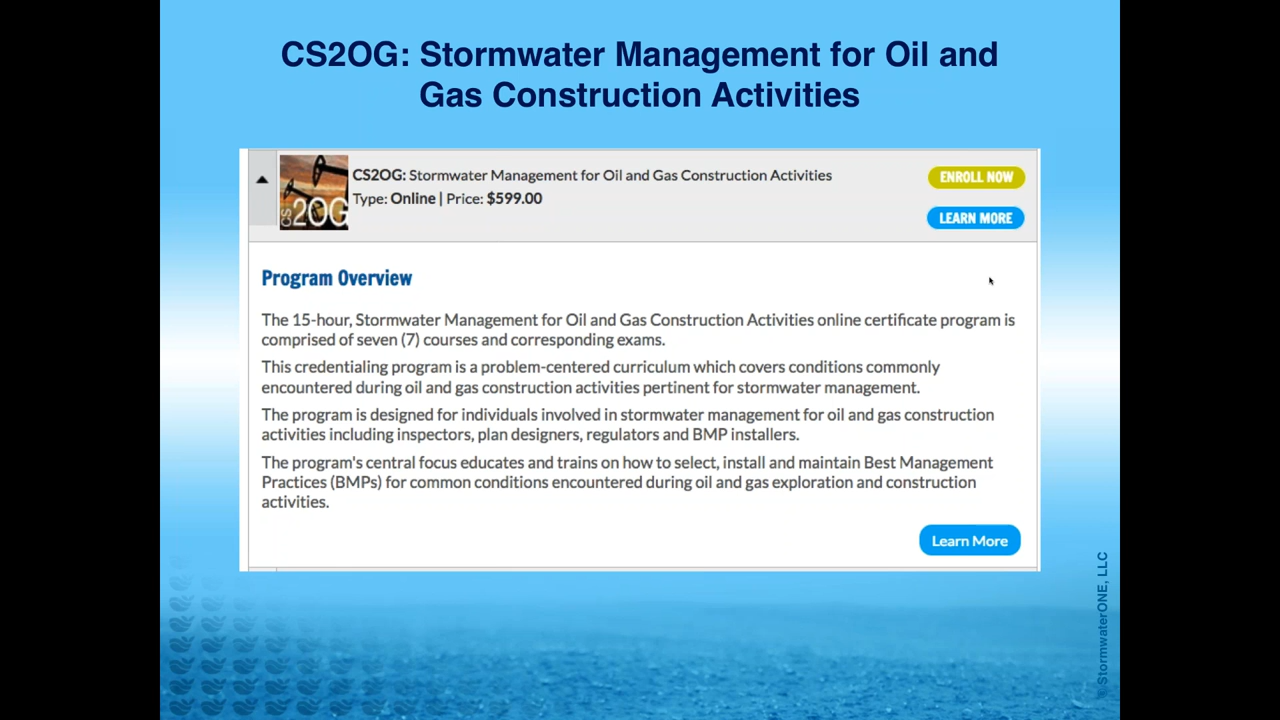 CS2OG: Stormwater Management for Oil and
Gas Construction Activities
CS2OG: Stormwater Management for Oil and Gas Construction Activities
Type: Online | Price: $599.00
ENROLL NOW
LEARN MORE
CS
2OG
Program Overview
The 15-hour, Stormwater Management for Oil and Gas Construction Activities online certificate program is
comprised of seven (7) courses and corresponding exams.
This credentialing program is a problem-centered curriculum which covers conditions commonly
encountered during oil and gas construction activities pertinent for stormwater management.
The program is designed for individuals involved in stormwater management for oil and gas construction
activities including inspectors, plan designers, regulators and BMP installers.
The program's central focus educates and trains on how to select, install and maintain Best Management
Practices (BMPs) for common conditions encountered during oil and gas exploration and construction
activities.
Learn More
© StormwaterONE, LLC